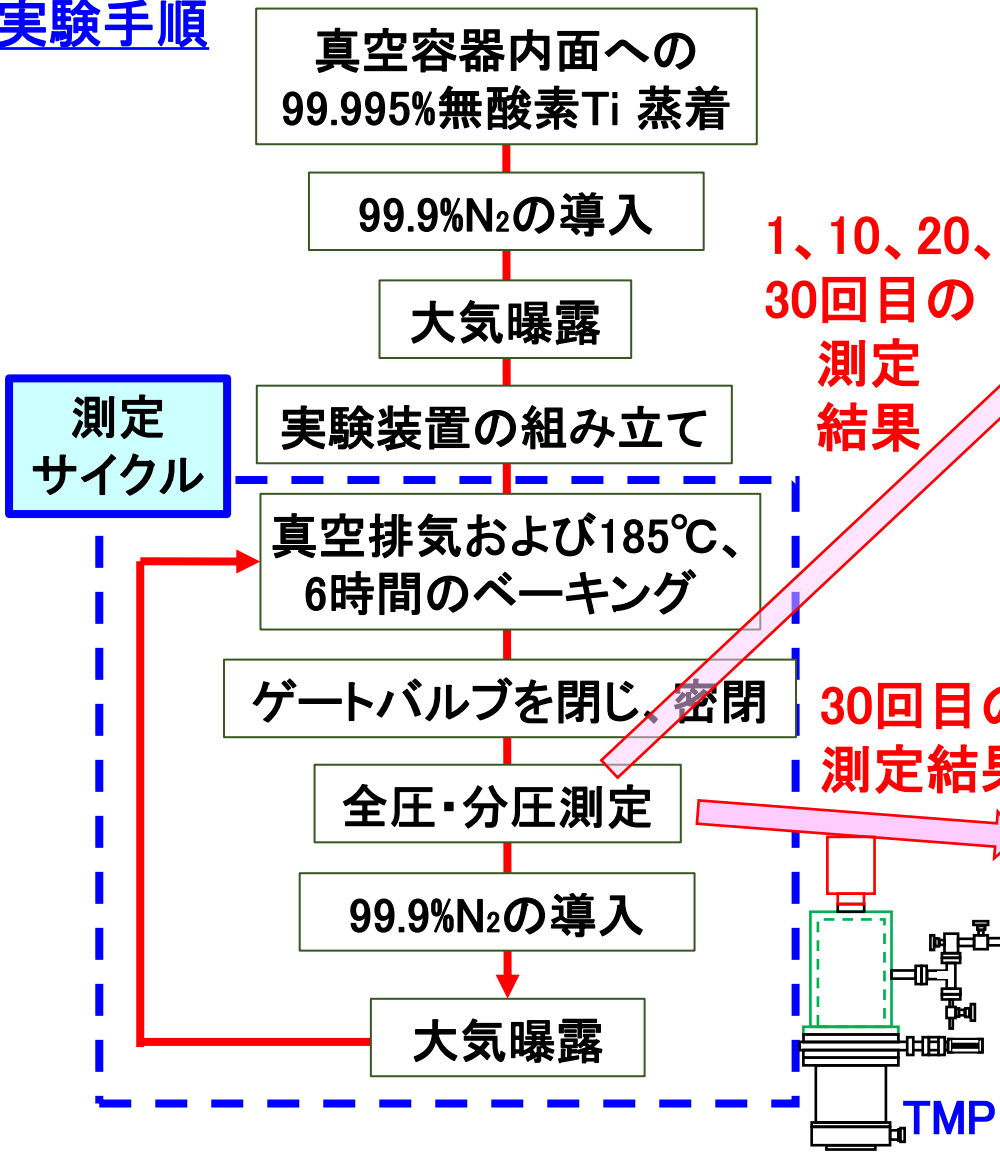 実験手順
真空容器内面への
99.995%無酸素Ti 蒸着
99.9%N₂の導入
大気曝露
実験装置の組み立て
測定
サイクル
真空排気および185℃、
6時間のベーキング
ゲートバルブを閉じ、密閉
全圧・分圧測定
99.9%N₂の導入
大気曝露
1、10、20、
30回目の
測定
結果
30回目の
測定結果
TMP